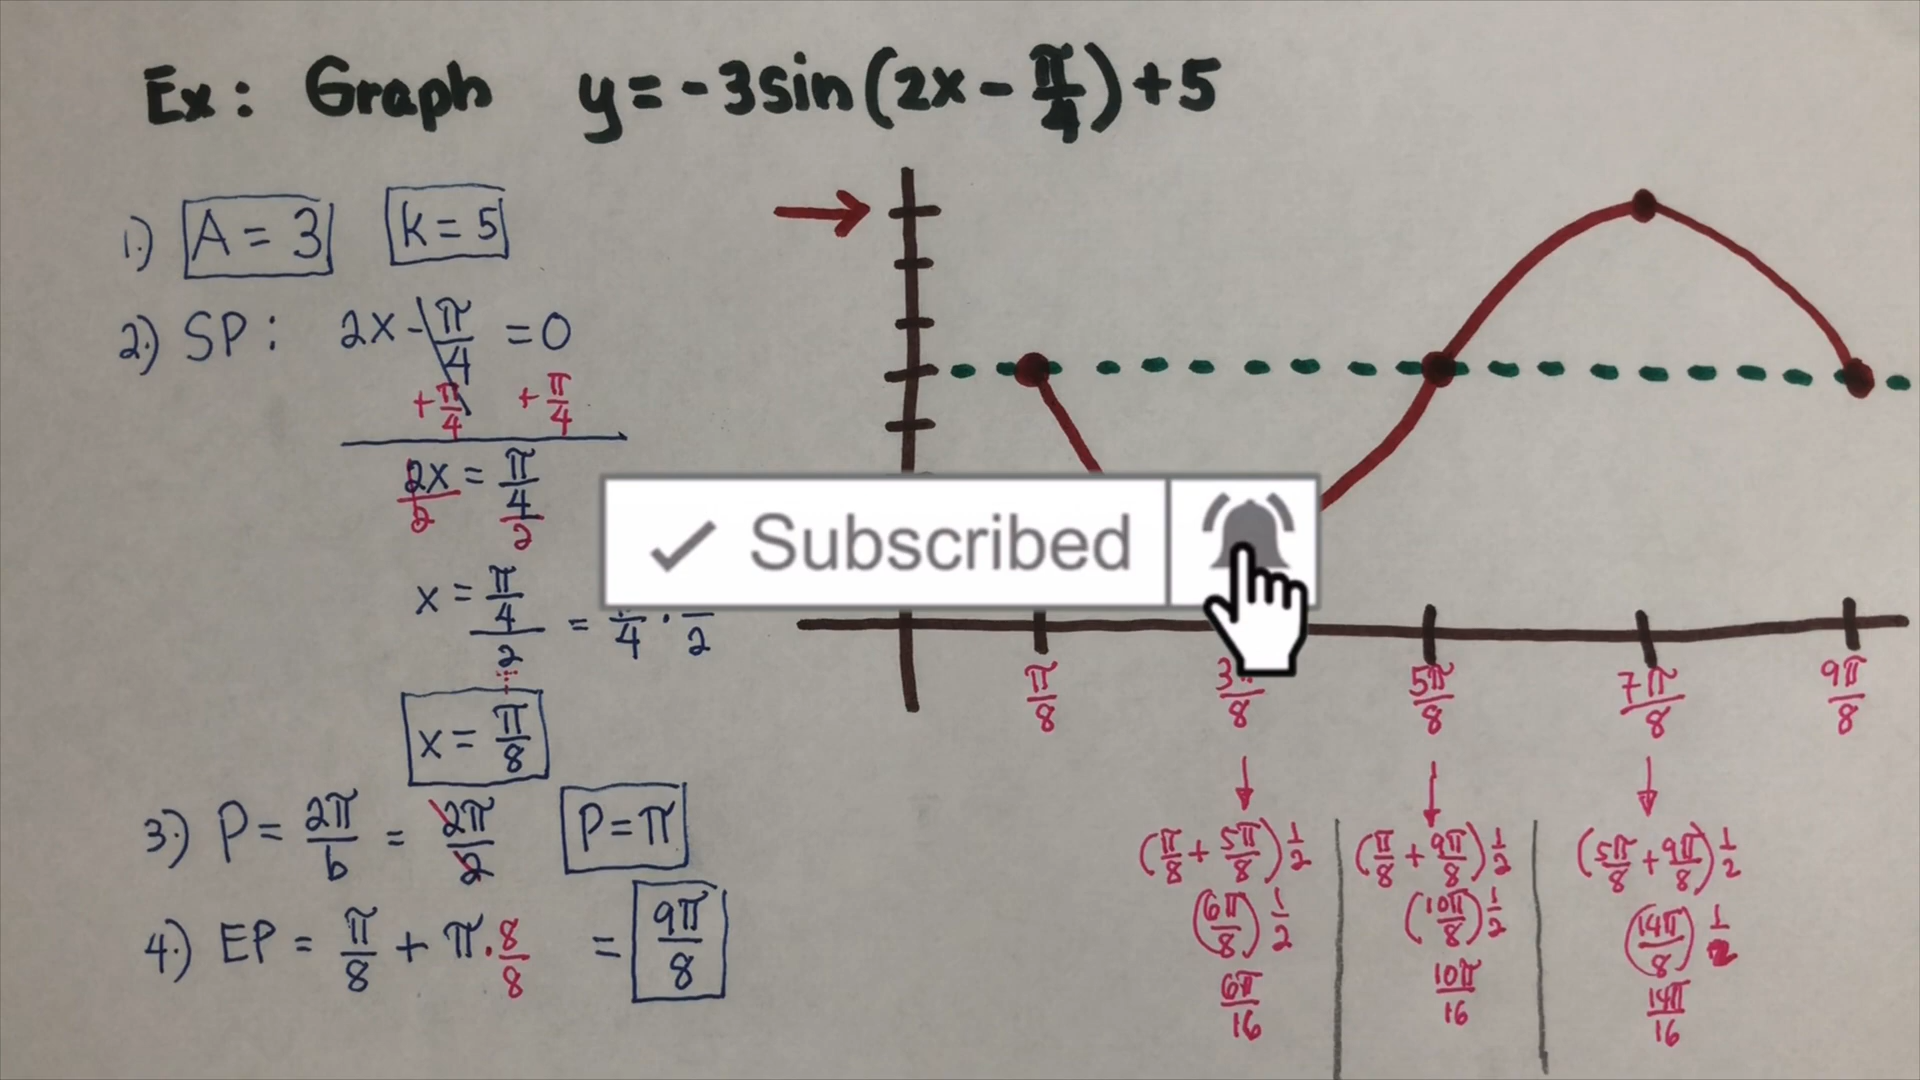 Ex: Graph y=-3sin(2x-π/4)+5
1.) A=3 K=5
2.) SP: 2x-π/4=0
+π/4 +π/4
2x/2=π/4/2
x=π/4/2=/4·/2
x=π/8
3.) P=2π/b=2π/2 P=π
4.) EP=π/8+π·8/8=9π/8
Subscribed
π/8 3π/8 5π/8 7π/8 9π/8
(π/8+5π/8)1/2
(6π/8)1/2
6π/16
(π/8+9π/8)1/2
(10π/8)1/2
10π/16
(5π/8+9π/8)1/2
(14π/8)1/2
14π/16